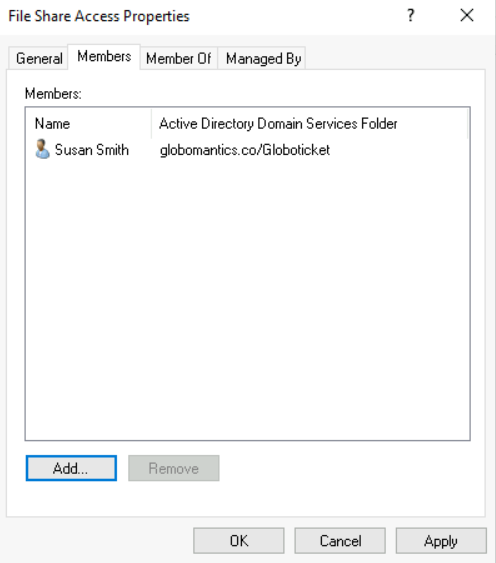 File Share Access Properties ? ×
General Members Member Of Managed By
Members:
Name Active Directory Domain Services Folder
Susan Smith globomantics.co/Globoticket
Add... Remove
OK Cancel Apply